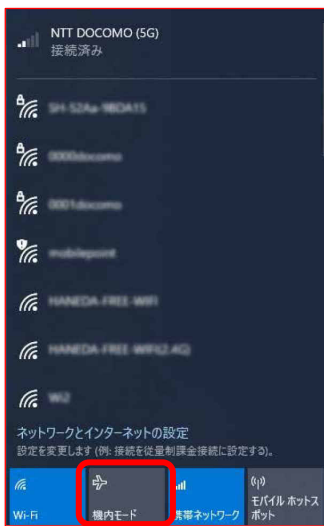 NTT DOCOMO (5G)
接続済み
SH-52Aa-9BDA15
0000docomo
0001docomo
mobilepoint
HANEDA-FREE-WIFI
HANEDA-FREE-WIFI(2.4G)
Wi2
ネットワークとインターネットの設定
設定を変更します (例: 接続を従量制課金接続に設定する)。
Wi-Fi
機内モード
携帯ネットワーク
モバイル ホットス
ポット